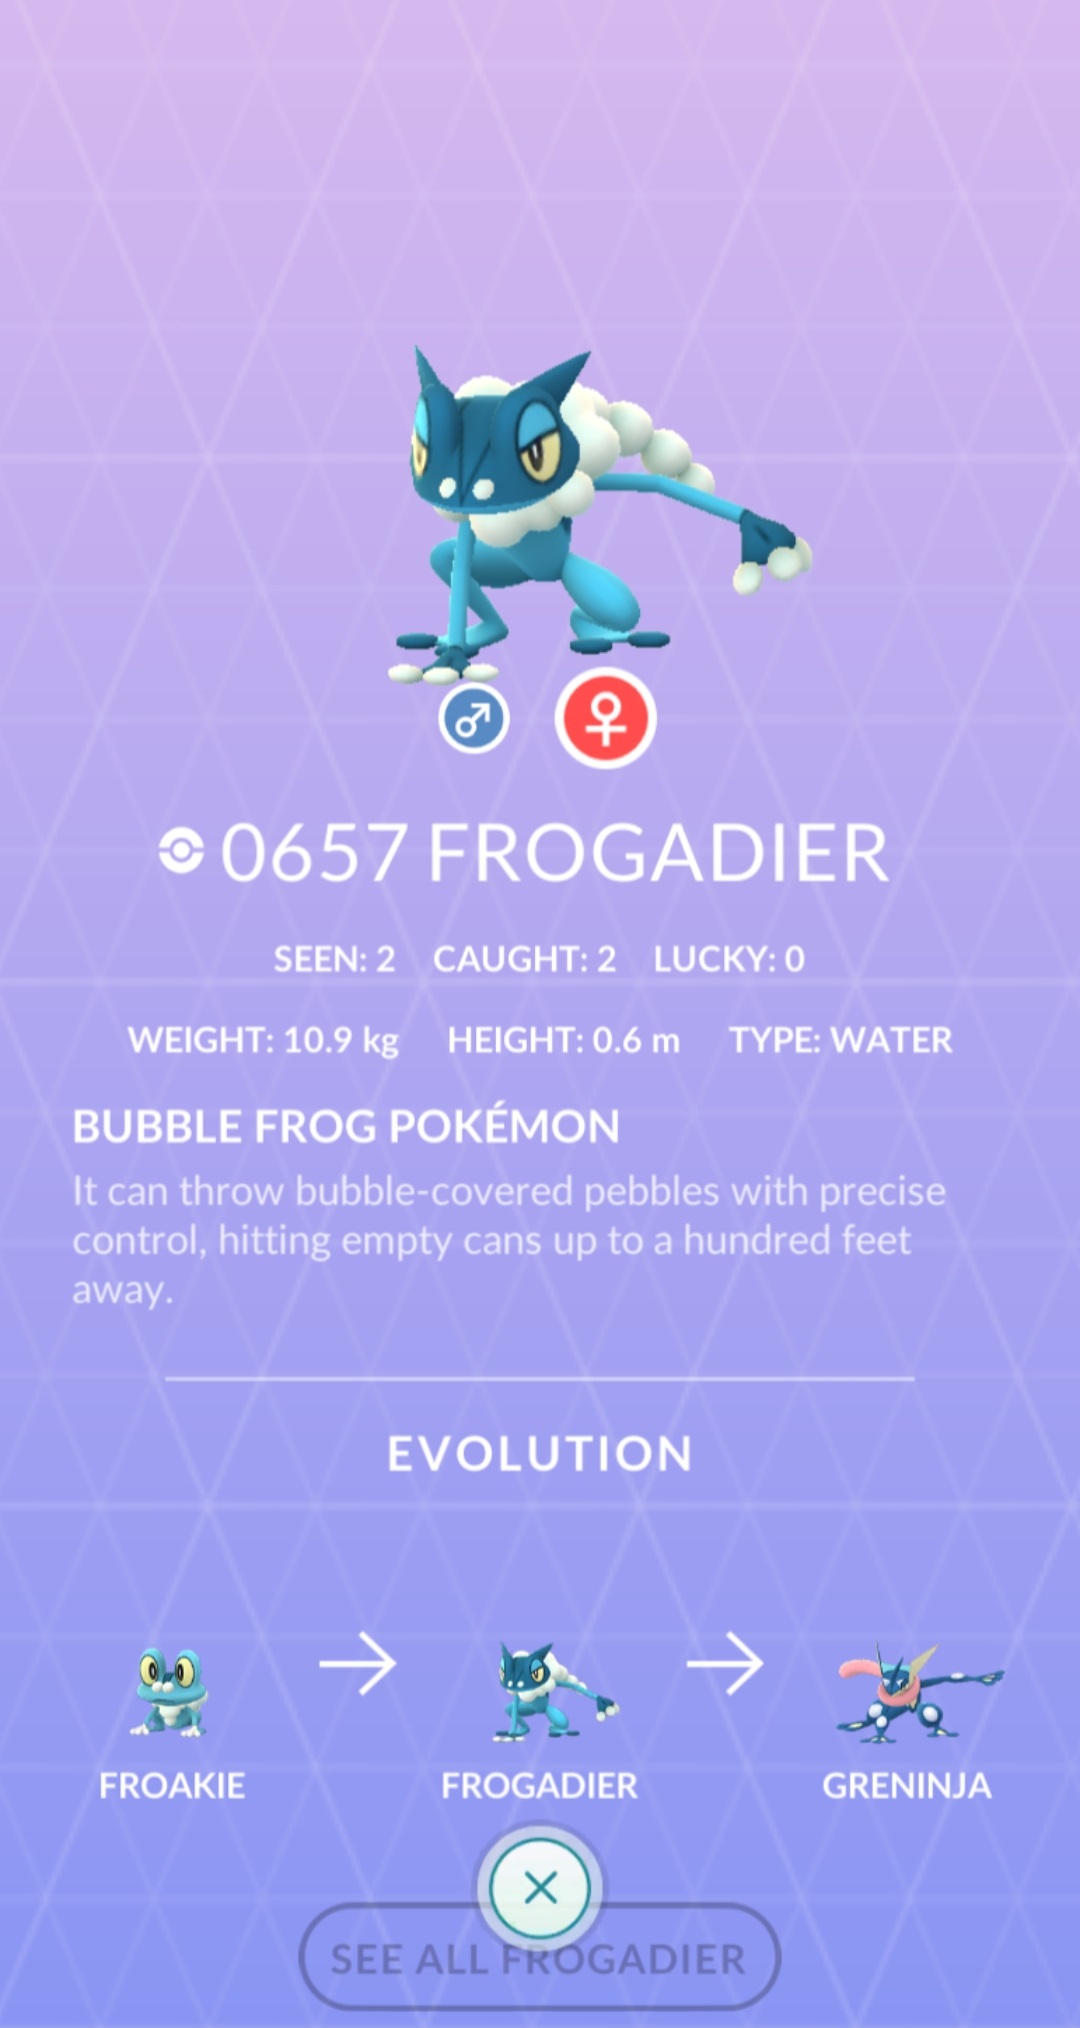 0657 FROGADIER
SEEN: 2 CAUGHT: 2 LUCKY: 0
WEIGHT: 10.9 kg HEIGHT: 0.6 m TYPE: WATER
BUBBLE FROG POKÉMON
It can throw bubble-covered pebbles with precise
control, hitting empty cans up to a hundred feet
away.
EVOLUTION
FROAKIE FROGADIER GRENINJA
SEE ALL FROGADIER